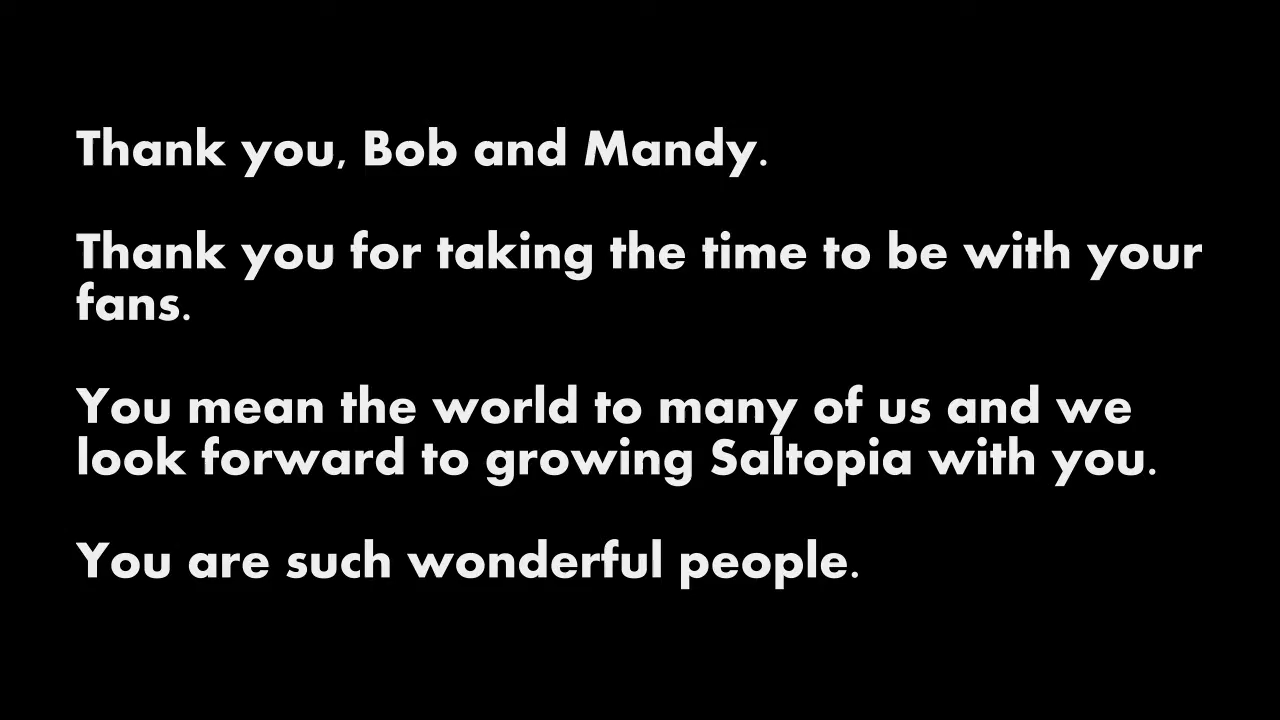 Thank you, Bob and Mandy.
Thank you for taking the time to be with your
fans.
You mean the world to many of us and we
look forward to growing Saltopia with you.
You are such wonderful people.